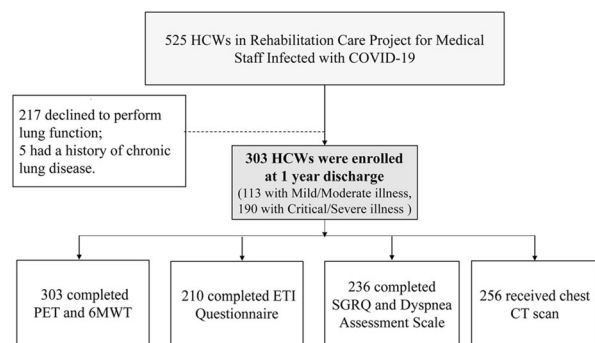 525 HCWs in Rehabilitation Care Project for Medical
Staff Infected with COVID-19
217 declined to perform
lung function;
5 had a history of chronic
lung disease.
303 HCWs were enrolled
at 1 year discharge
(113 with Mild/Moderate illness,
190 with Critical/Severe illness )
303 completed
PET and 6MWT
210 completed ETI
Questionnaire
236 completed
SGRQ and Dyspnea
Assessment Scale
256 received chest
CT scan